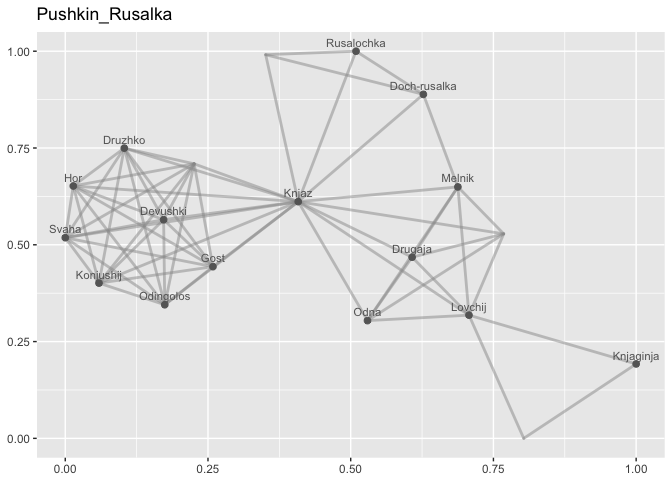 Pushkin_Rusalka
1.00
0.75
0.50
0.25
0.00
Rusalochka
Doch-rusalka
Druzhko
Hor
Melnik
Knjaz
Devushki
Svaha
Drugaja
Gost
Konjushij
Odingolos
Odna
Lovchij
Knjaginja
0.00
0.25
0.50
0.75
1.00